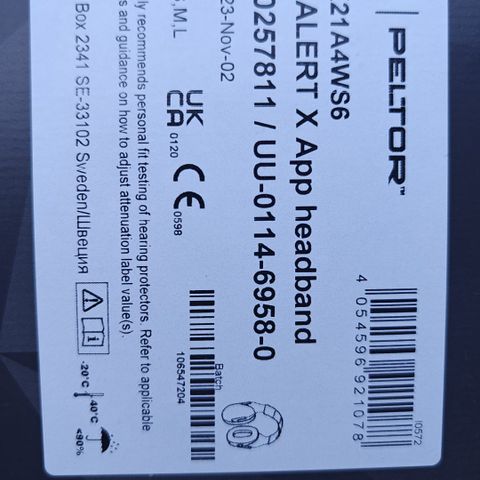 PELTOR™
21A4WS6
ALERT X App headband
0257811 / UU-0114-6958-0
23-Nov-02
S,M,L
UK
CA 0120
CE 0598
ly recommends personal fit testing of hearing protectors. Refer to applicable
s and guidance on how to adjust attenuation label value(s).
Box 2341 SE-33102 Sweden/Швеция
I0572
4 054596 921078
Batch
106547204
-20°C
40°C
<90%